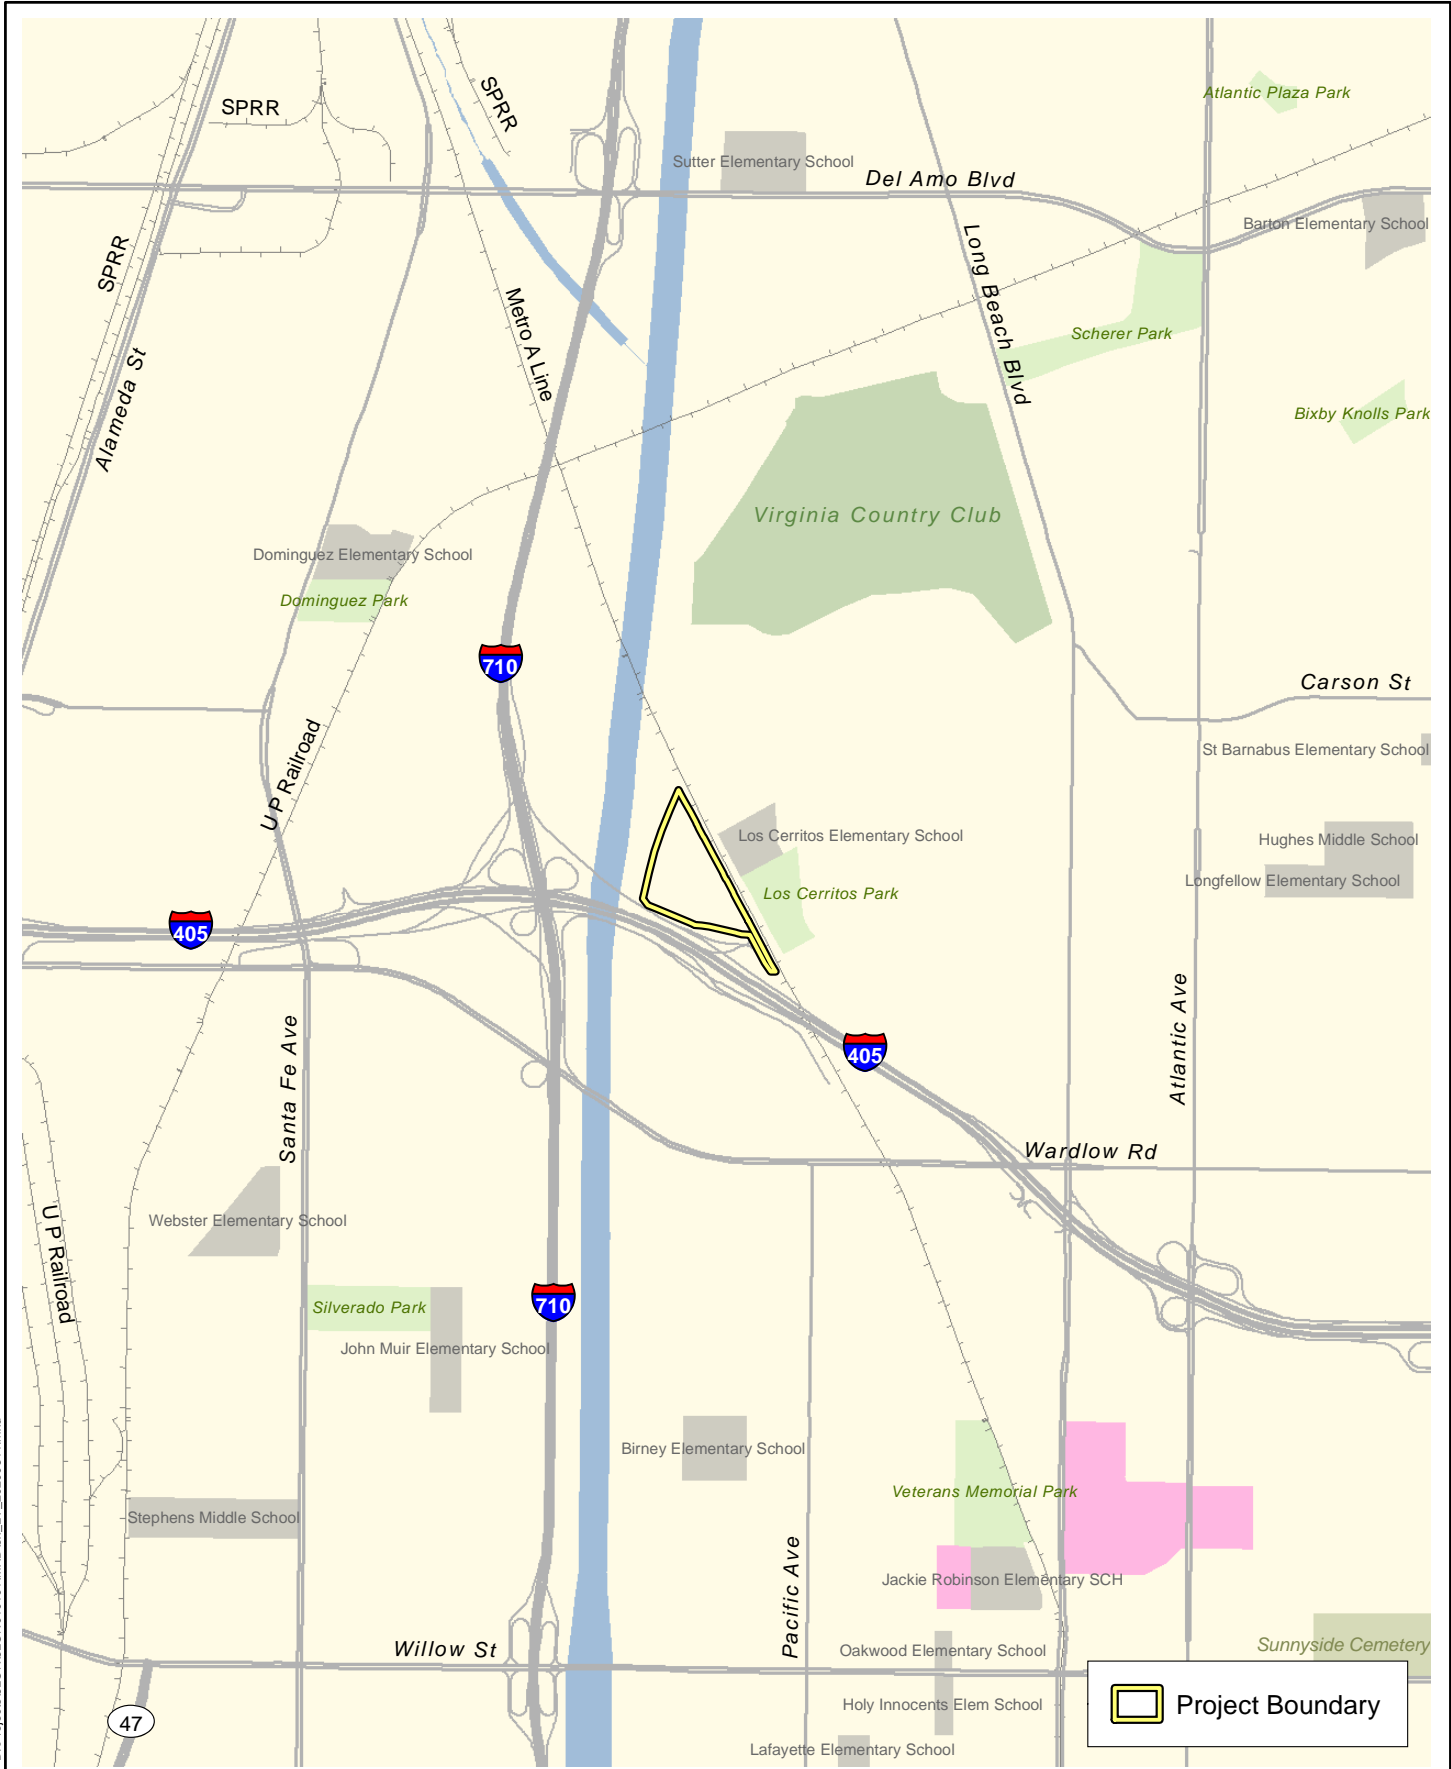 SPRR
SPRR
Atlantic Plaza Park
Sutter Elementary School
Del Amo Blvd
Barton Elementary School
SPRR
Long Beach Blvd
Metro A Line
Scherer Park
Alameda St
Bixby Knolls Park
Virginia Country Club
Dominguez Elementary School
Dominguez Park
710
Carson St
U P Railroad
St Barnabus Elementary School
Los Cerritos Elementary School
Hughes Middle School
Longfellow Elementary School
Los Cerritos Park
405
Santa Fe Ave
Atlantic Ave
405
Wardlow Rd
Webster Elementary School
U P Railroad
Silverado Park
710
John Muir Elementary School
Birney Elementary School
Veterans Memorial Park
Stephens Middle School
Pacific Ave
Jackie Robinson Elementary SCH
Willow St
Oakwood Elementary School
Sunnyside Cemetery
Holy Innocents Elem School
Project Boundary
47
Lafayette Elementary School